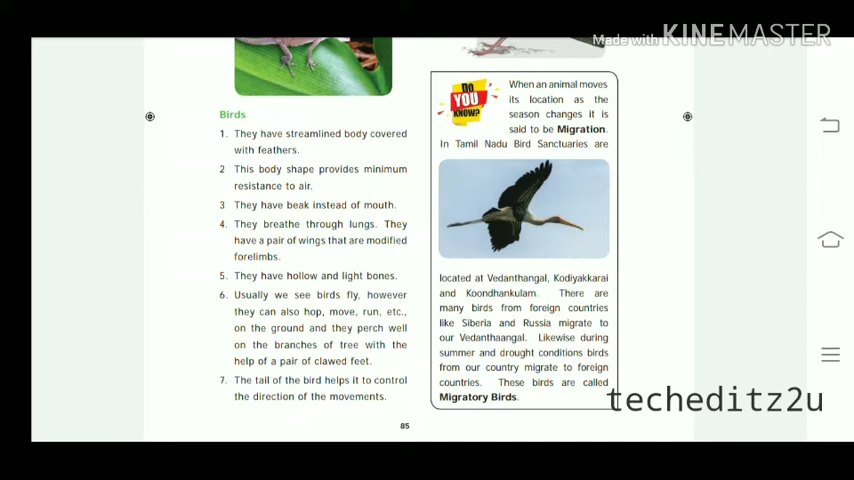 Made with KINEMASTER
Birds
1. They have streamlined body covered
with feathers.
2 This body shape provides minimum
resistance to air.
3 They have beak instead of mouth.
4. They breathe through lungs. They
have a pair of wings that are modified
forelimbs.
5. They have hollow and light bones.
6. Usually we see birds fly, however
they can also hop, move, run, etc.,
on the ground and they perch well
on the branches of tree with the
help of a pair of clawed feet.
7. The tail of the bird helps it to control
the direction of the movements.
DO
YOU
KNOW?
When an animal moves
its location as the
season changes it is
said to be Migration.
In Tamil Nadu Bird Sanctuaries are
located at Vedanthangal, Kodiyakkarai
and Koondhankulam. There are
many birds from foreign countries
like Siberia and Russia migrate to
our Vedanthaangal. Likewise during
summer and drought conditions birds
from our country migrate to foreign
countries. These birds are called
Migratory Birds.
85
techeditz2u